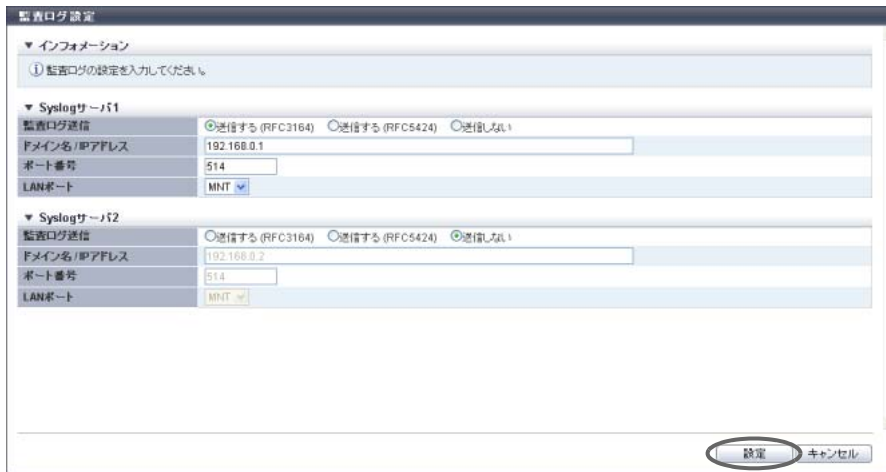 監査ログ設定
▼ インフォメーション
監査ログの設定を入力してください。
▼ Syslogサーバ1
監査ログ送信 送信する (RFC3164) 送信する (RFC5424) 送信しない
ドメイン名/IPアドレス 192.168.0.1
ポート番号 514
LANポート MNT
▼ Syslogサーバ2
監査ログ送信 送信する (RFC3164) 送信する (RFC5424) 送信しない
ドメイン名/IPアドレス 192.168.0.2
ポート番号 514
LANポート MNT
設定 キャンセル